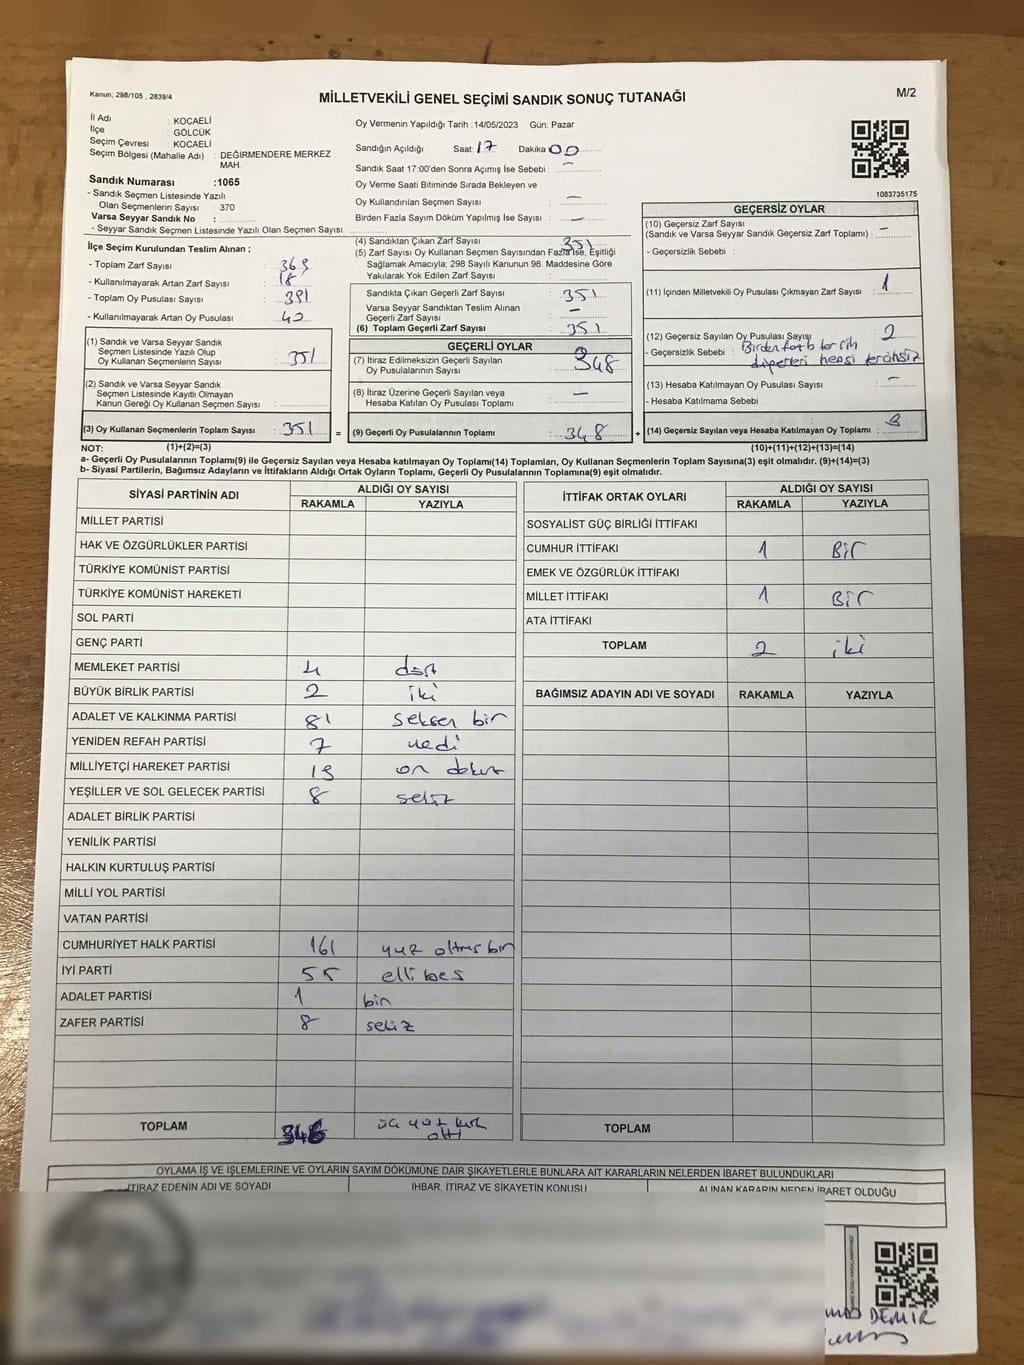 Kanun; 298/105 , 2839/4
MİLLETVEKİLİ GENEL SEÇİMİ SANDIK SONUÇ TUTANAĞI
M/2
İl Adı : KOCAELİ
İlçe : GÖLCÜK
Seçim Çevresi : KOCAELİ
Seçim Bölgesi (Mahalle Adı) : DEĞİRMENDERE MERKEZ MAH.
Sandık Numarası :1065
- Sandık Seçmen Listesinde Yazılı
Olan Seçmenlerin Sayısı : 370
Varsa Seyyar Sandık No :
- Seyyar Sandık Seçmen Listesinde Yazılı Olan Seçmen Sayısı
Oy Vermenin Yapıldığı Tarih :14/05/2023 Gün: Pazar
Sandığın Açıldığı Saat: 17 Dakika 00
Sandık Saat 17:00'den Sonra Açımış İse Sebebi : —
Oy Verme Saati Bitiminde Sırada Bekleyen ve
Oy Kullandırılan Seçmen Sayısı : —
Birden Fazla Sayım Döküm Yapılmış İse Sayısı : —
1083735175
İlçe Seçim Kurulundan Teslim Alınan ;
- Toplam Zarf Sayısı : 369
- Kullanılmayarak Artan Zarf Sayısı : 18
- Toplam Oy Pusulası Sayısı : 391
- Kullanılmayarak Artan Oy Pusulası : 40
(1) Sandık ve Varsa Seyyar Sandık
Seçmen Listesinde Yazılı Olup
Oy Kullanan Seçmenlerin Sayısı : 351
(2) Sandık ve Varsa Seyyar Sandık
Seçmen Listesinde Kayıtlı Olmayan
Kanun Gereği Oy Kullanan Seçmen Sayısı :
(3) Oy Kullanan Seçmenlerin Toplam Sayısı : 351
(1)+(2)=(3)
(4) Sandıktan Çıkan Zarf Sayısı : 351
(5) Zarf Sayısı Oy Kullanan Seçmen Sayısından Fazla İse, Eşitliği
Sağlamak Amacıyla; 298 Sayılı Kanunun 98. Maddesine Göre
Yakılarak Yok Edilen Zarf Sayısı :
Sandıkta Çıkan Geçerli Zarf Sayısı : 351
Varsa Seyyar Sandıktan Teslim Alınan
Geçerli Zarf Sayısı : —
(6) Toplam Geçerli Zarf Sayısı : 351
GEÇERLİ OYLAR
(7) İtiraz Edilmeksizin Geçerli Sayılan
Oy Pusulalarının Sayısı : 348
(8) İtiraz Üzerine Geçerli Sayılan veya
Hesaba Katılan Oy Pusulası Toplamı : —
= (9) Geçerli Oy Pusulalarının Toplamı : 348 +
GEÇERSİZ OYLAR
(10) Geçersiz Zarf Sayısı
(Sandık ve Varsa Seyyar Sandık Geçersiz Zarf Toplamı) : —
- Geçersizlik Sebebi :
(11) İçinden Milletvekili Oy Pusulası Çıkmayan Zarf Sayısı : 1
(12) Geçersiz Sayılan Oy Pusulası Sayısı : 2
- Geçersizlik Sebebi : Birden fazla tercih
(13) Hesaba Katılmayan Oy Pusulası Sayısı : —
- Hesaba Katılmama Sebebi :
(14) Geçersiz Sayılan veya Hesaba Katılmayan Oy Toplamı : 3
(10)+(11)+(12)+(13)=(14)
NOT:
a- Geçerli Oy Pusulalarının Toplamı(9) ile Geçersiz Sayılan veya Hesaba katılmayan Oy Toplamı(14) Toplamları, Oy Kullanan Seçmenlerin Toplam Sayısına(3) eşit olmalıdır. (9)+(14)=(3)
b- Siyasi Partilerin, Bağımsız Adayların ve İttifakların Aldığı Ortak Oyların Toplamı, Geçerli Oy Pusulalarının Toplamına(9) eşit olmalıdır.
SİYASİ PARTİNİN ADI ALDIĞI OY SAYISI
RAKAMLA YAZIYLA
MİLLET PARTİSİ
HAK VE ÖZGÜRLÜKLER PARTİSİ
TÜRKİYE KOMÜNİST PARTİSİ
TÜRKİYE KOMÜNİST HAREKETİ
SOL PARTİ
GENÇ PARTİ
MEMLEKET PARTİSİ 4 dört
BÜYÜK BİRLİK PARTİSİ 2 iki
ADALET VE KALKINMA PARTİSİ 81 seksen bir
YENİDEN REFAH PARTİSİ 7 yedi
MİLLİYETÇİ HAREKET PARTİSİ 19 on dokuz
YEŞİLLER VE SOL GELECEK PARTİSİ 8 sekiz
ADALET BİRLİK PARTİSİ
YENİLİK PARTİSİ
HALKIN KURTULUŞ PARTİSİ
MİLLİ YOL PARTİSİ
VATAN PARTİSİ
CUMHURİYET HALK PARTİSİ 161 yuz altmıs bir
İYİ PARTİ 55 elli bes
ADALET PARTİSİ 1 bir
ZAFER PARTİSİ 8 sekiz
TOPLAM 346 üç yüz kırk
altı
İTTİFAK ORTAK OYLARI ALDIĞI OY SAYISI
RAKAMLA YAZIYLA
SOSYALİST GÜÇ BİRLİĞİ İTTİFAKI
CUMHUR İTTİFAKI 1 Bir
EMEK VE ÖZGÜRLÜK İTTİFAKI
MİLLET İTTİFAKI 1 Bir
ATA İTTİFAKI
TOPLAM 2 iki
BAĞIMSIZ ADAYIN ADI VE SOYADI RAKAMLA YAZIYLA
TOPLAM
OYLAMA İŞ VE İŞLEMLERİNE VE OYLARIN SAYIM DÖKÜMÜNE DAİR ŞİKAYETLERLE BUNLARA AİT KARARLARIN NELERDEN İBARET BULUNDUKLARI
İTİRAZ EDENİN ADI VE SOYADI İHBAR, İTİRAZ VE ŞİKAYETİN KONUSU ALINAN KARARIN NEDEN İBARET OLDUĞU
DEMİR